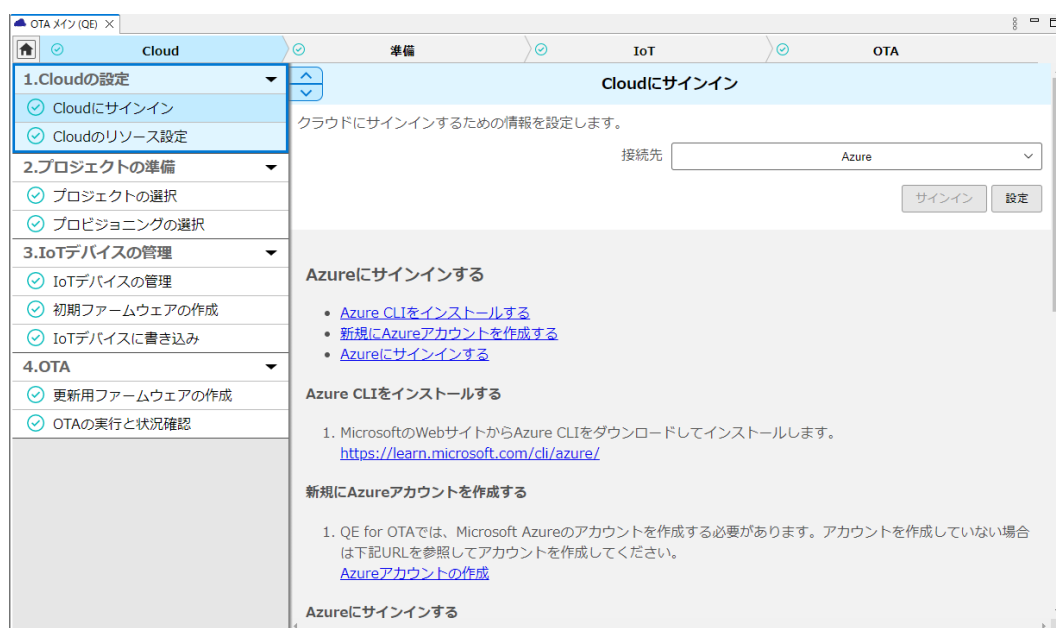 OTA メイン (QE)
Cloud
準備
IoT
OTA
1.Cloudの設定
Cloudにサインイン
Cloudのリソース設定
2.プロジェクトの準備
プロジェクトの選択
プロビジョニングの選択
3.IoTデバイスの管理
IoTデバイスの管理
初期ファームウェアの作成
IoTデバイスに書き込み
4.OTA
更新用ファームウェアの作成
OTAの実行と状況確認
Cloudにサインイン
クラウドにサインインするための情報を設定します。
接続先 Azure
サインイン 設定
Azureにサインインする
• Azure CLIをインストールする
• 新規にAzureアカウントを作成する
• Azureにサインインする
Azure CLIをインストールする
1. MicrosoftのWebサイトからAzure CLIをダウンロードしてインストールします。
https://learn.microsoft.com/cli/azure/
新規にAzureアカウントを作成する
1. QE for OTAでは、Microsoft Azureのアカウントを作成する必要があります。アカウントを作成していない場合
は下記URLを参照してアカウントを作成してください。
Azureアカウントの作成
Azureにサインインする